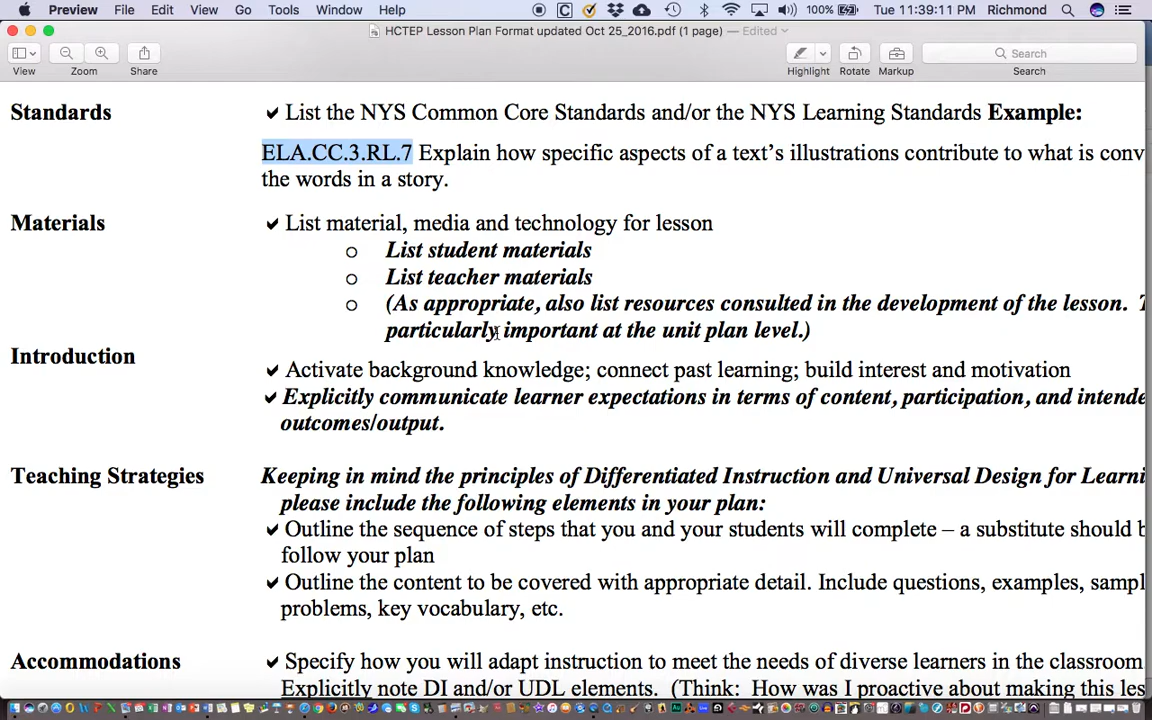 Preview File Edit View Go Tools Window Help 100% Tue 11:39:11 PM Richmond
HCTEP Lesson Plan Format updated Oct 25_2016.pdf (1 page) — Edited
Search
View Zoom Share Highlight Rotate Markup Search
Standards List the NYS Common Core Standards and/or the NYS Learning Standards Example:
ELA.CC.3.RL.7 Explain how specific aspects of a text’s illustrations contribute to what is conv
the words in a story.
Materials List material, media and technology for lesson
List student materials
List teacher materials
(As appropriate, also list resources consulted in the development of the lesson. T
particularly important at the unit plan level.)
Introduction
Activate background knowledge; connect past learning; build interest and motivation
Explicitly communicate learner expectations in terms of content, participation, and intende
outcomes/output.
Teaching Strategies Keeping in mind the principles of Differentiated Instruction and Universal Design for Learni
please include the following elements in your plan:
Outline the sequence of steps that you and your students will complete – a substitute should b
follow your plan
Outline the content to be covered with appropriate detail. Include questions, examples, sampl
problems, key vocabulary, etc.
Accommodations Specify how you will adapt instruction to meet the needs of diverse learners in the classroom
Explicitly note DI and/or UDL elements. (Think: How was I proactive about making this les